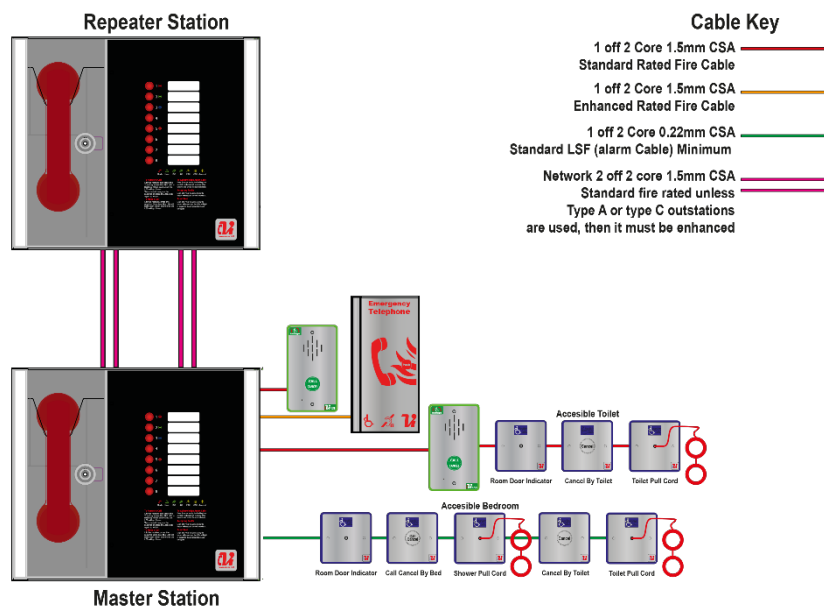 Repeater Station
Cable Key
1 off 2 Core 1.5mm CSA
Standard Rated Fire Cable
1 off 2 Core 1.5mm CSA
Enhanced Rated Fire Cable
1 off 2 Core 0.22mm CSA
Standard LSF (alarm Cable) Minimum
Network 2 off 2 core 1.5mm CSA
Standard fire rated unless
Type A or type C outstations
are used, then it must be enhanced
Emergency
Telephone
Accesible Toilet
Room Door Indicator
Cancel By Toilet
Toilet Pull Cord
Accesible Bedroom
Room Door Indicator
Call Cancel By Bed
Shower Pull Cord
Cancel By Toilet
Toilet Pull Cord
Master Station